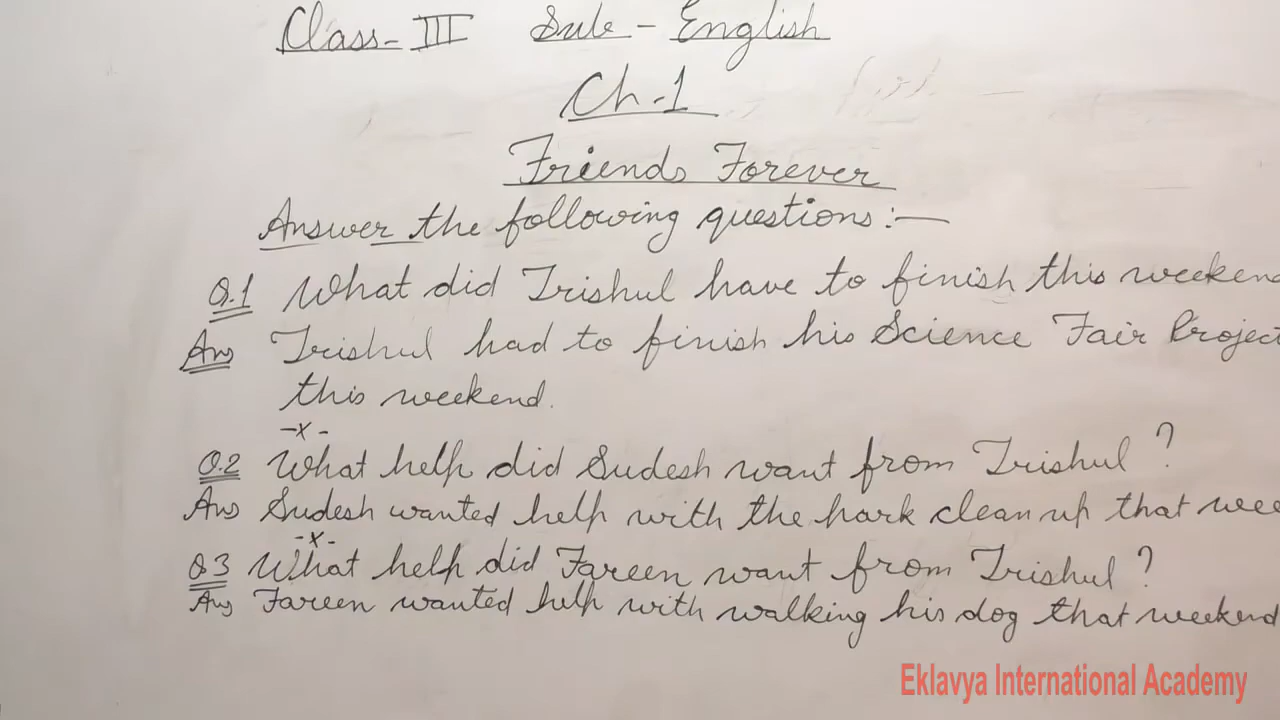 Class-III Sub - English
Ch-1
Friends Forever
Answer the following questions:-
Q.1 What did Trishul have to finish this weekend
Ans Trishul had to finish his Science Fair Project
this weekend.
-x-
Q.2 What help did Sudesh want from Trishul?
Ans Sudesh wanted help with the park clean up that wee
-x-
Q3 What help did Fareen want from Trishul?
Ans Fareen wanted help with walking his dog that weekend
Eklavya International Academy